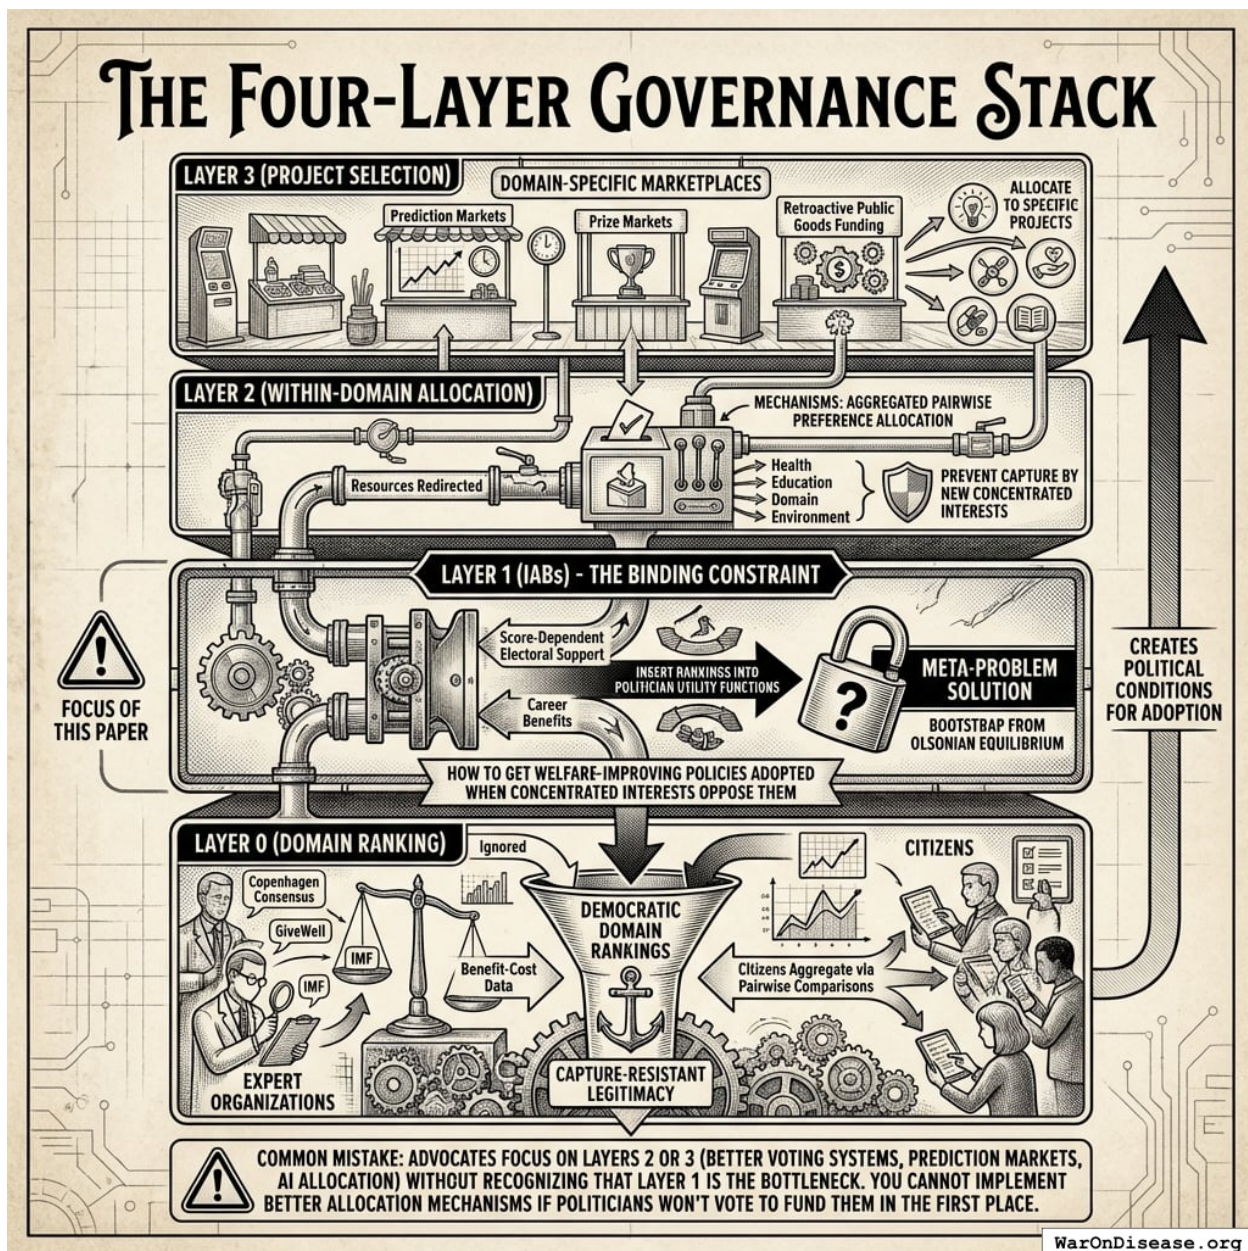 THE FOUR-LAYER GOVERNANCE STACK
LAYER 3 (PROJECT SELECTION)
DOMAIN-SPECIFIC MARKETPLACES
Prediction Markets
Prize Markets
Retroactive Public
Goods Funding
$
ALLOCATE
TO SPECIFIC
PROJECTS
LAYER 2 (WITHIN-DOMAIN ALLOCATION)
MECHANISMS: AGGREGATED PAIRWISE
PREFERENCE ALLOCATION
Resources Redirected
Health
Education
Domain
Environment
PREVENT CAPTURE BY
NEW CONCENTRATED
INTERESTS
LAYER 1 (IABs) - THE BINDING CONSTRAINT
!
FOCUS OF
THIS PAPER
Score-Dependent
Electoral Support
INSERT RANKINGS INTO
POLITICIAN UTILITY FUNCTIONS
Career
Benefits
?
META-PROBLEM
SOLUTION
BOOTSTRAP FROM
OLSONIAN EQUILIBRIUM
CREATES
POLITICAL
CONDITIONS
FOR ADOPTION
HOW TO GET WELFARE-IMPROVING POLICIES ADOPTED
WHEN CONCENTRATED INTERESTS OPPOSE THEM
LAYER 0 (DOMAIN RANKING)
Ignored
Copenhagen
Consensus
GiveWell
IMF
IMF
EXPERT
ORGANIZATIONS
Benefit-Cost
Data
DEMOCRATIC
DOMAIN
RANKINGS
CAPTURE-RESISTANT
LEGITIMACY
CITIZENS
Citizens Aggregate via
Pairwise Comparisons
!
COMMON MISTAKE: ADVOCATES FOCUS ON LAYERS 2 OR 3 (BETTER VOTING SYSTEMS, PREDICTION MARKETS,
AI ALLOCATION) WITHOUT RECOGNIZING THAT LAYER 1 IS THE BOTTLENECK. YOU CANNOT IMPLEMENT
BETTER ALLOCATION MECHANISMS IF POLITICIANS WON'T VOTE TO FUND THEM IN THE FIRST PLACE.
WarOnDisease.org